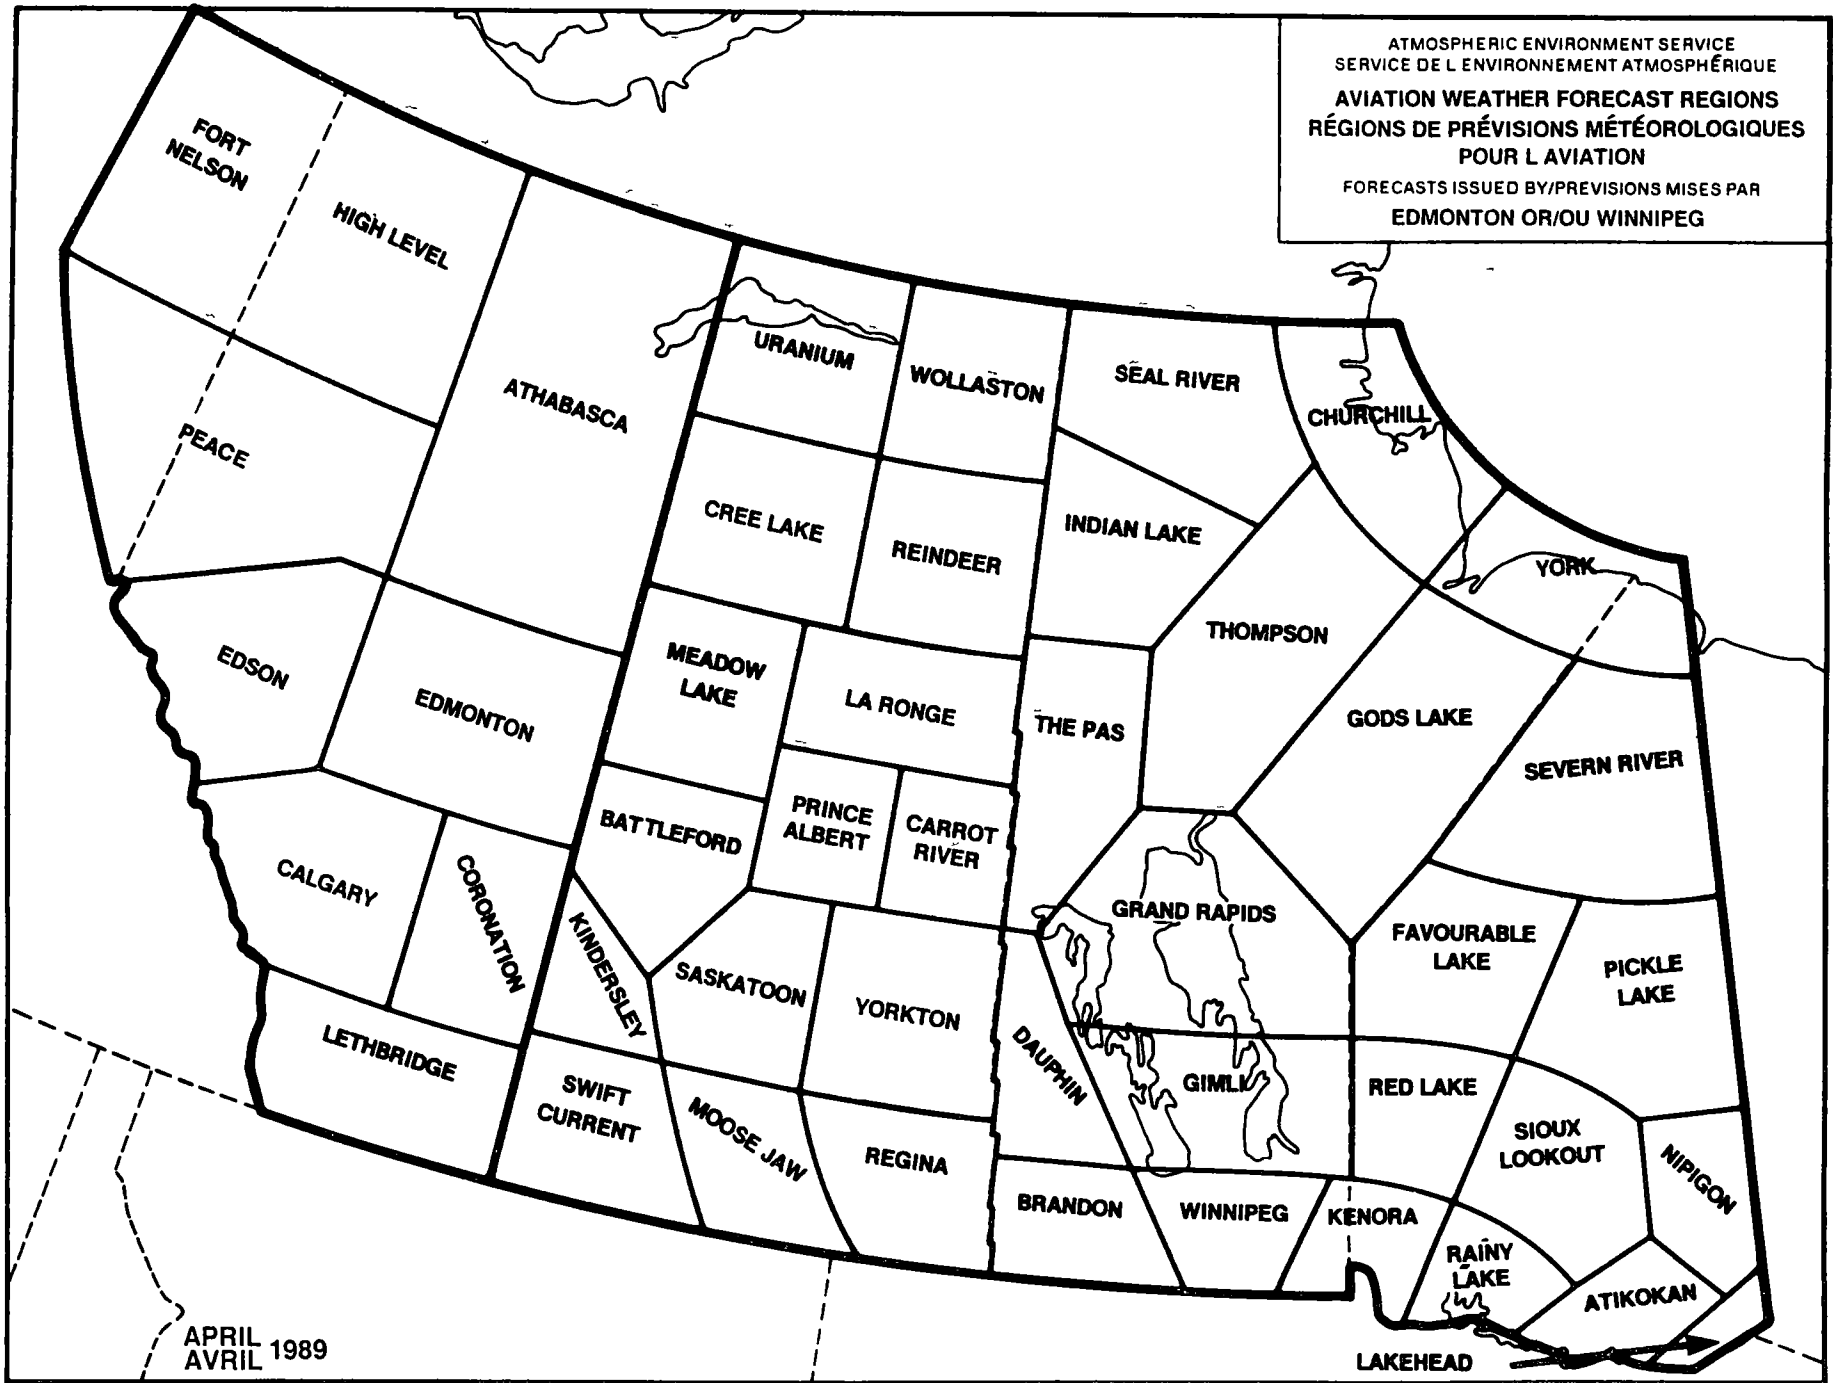 ATMOSPHERIC ENVIRONMENT SERVICE
SERVICE DE L ENVIRONNEMENT ATMOSPHÉRIQUE
AVIATION WEATHER FORECAST REGIONS
RÉGIONS DE PRÉVISIONS MÉTÉOROLOGIQUES
POUR L AVIATION
FORECASTS ISSUED BY/PREVISIONS MISES PAR
EDMONTON OR/OU WINNIPEG
FORT
NELSON
HIGH LEVEL
ATHABASCA
PEACE
URANIUM
WOLLASTON
SEAL RIVER
CHURCHILL
CREE LAKE
REINDEER
INDIAN LAKE
YORK
THOMPSON
EDSON
EDMONTON
MEADOW
LAKE
LA RONGE
THE PAS
GODS LAKE
SEVERN RIVER
BATTLEFORD
PRINCE
ALBERT
CARROT
RIVER
CALGARY
CORONATION
KINDERSLEY
SASKATOON
YORKTON
GRAND RAPIDS
FAVOURABLE
LAKE
PICKLE
LAKE
LETHBRIDGE
SWIFT
CURRENT
MOOSE JAW
REGINA
DAUPHIN
GIMLI
RED LAKE
SIOUX
LOOKOUT
NIPIGON
BRANDON
WINNIPEG
KENORA
RAINY
LAKE
ATIKOKAN
LAKEHEAD
APRIL
AVRIL 1989